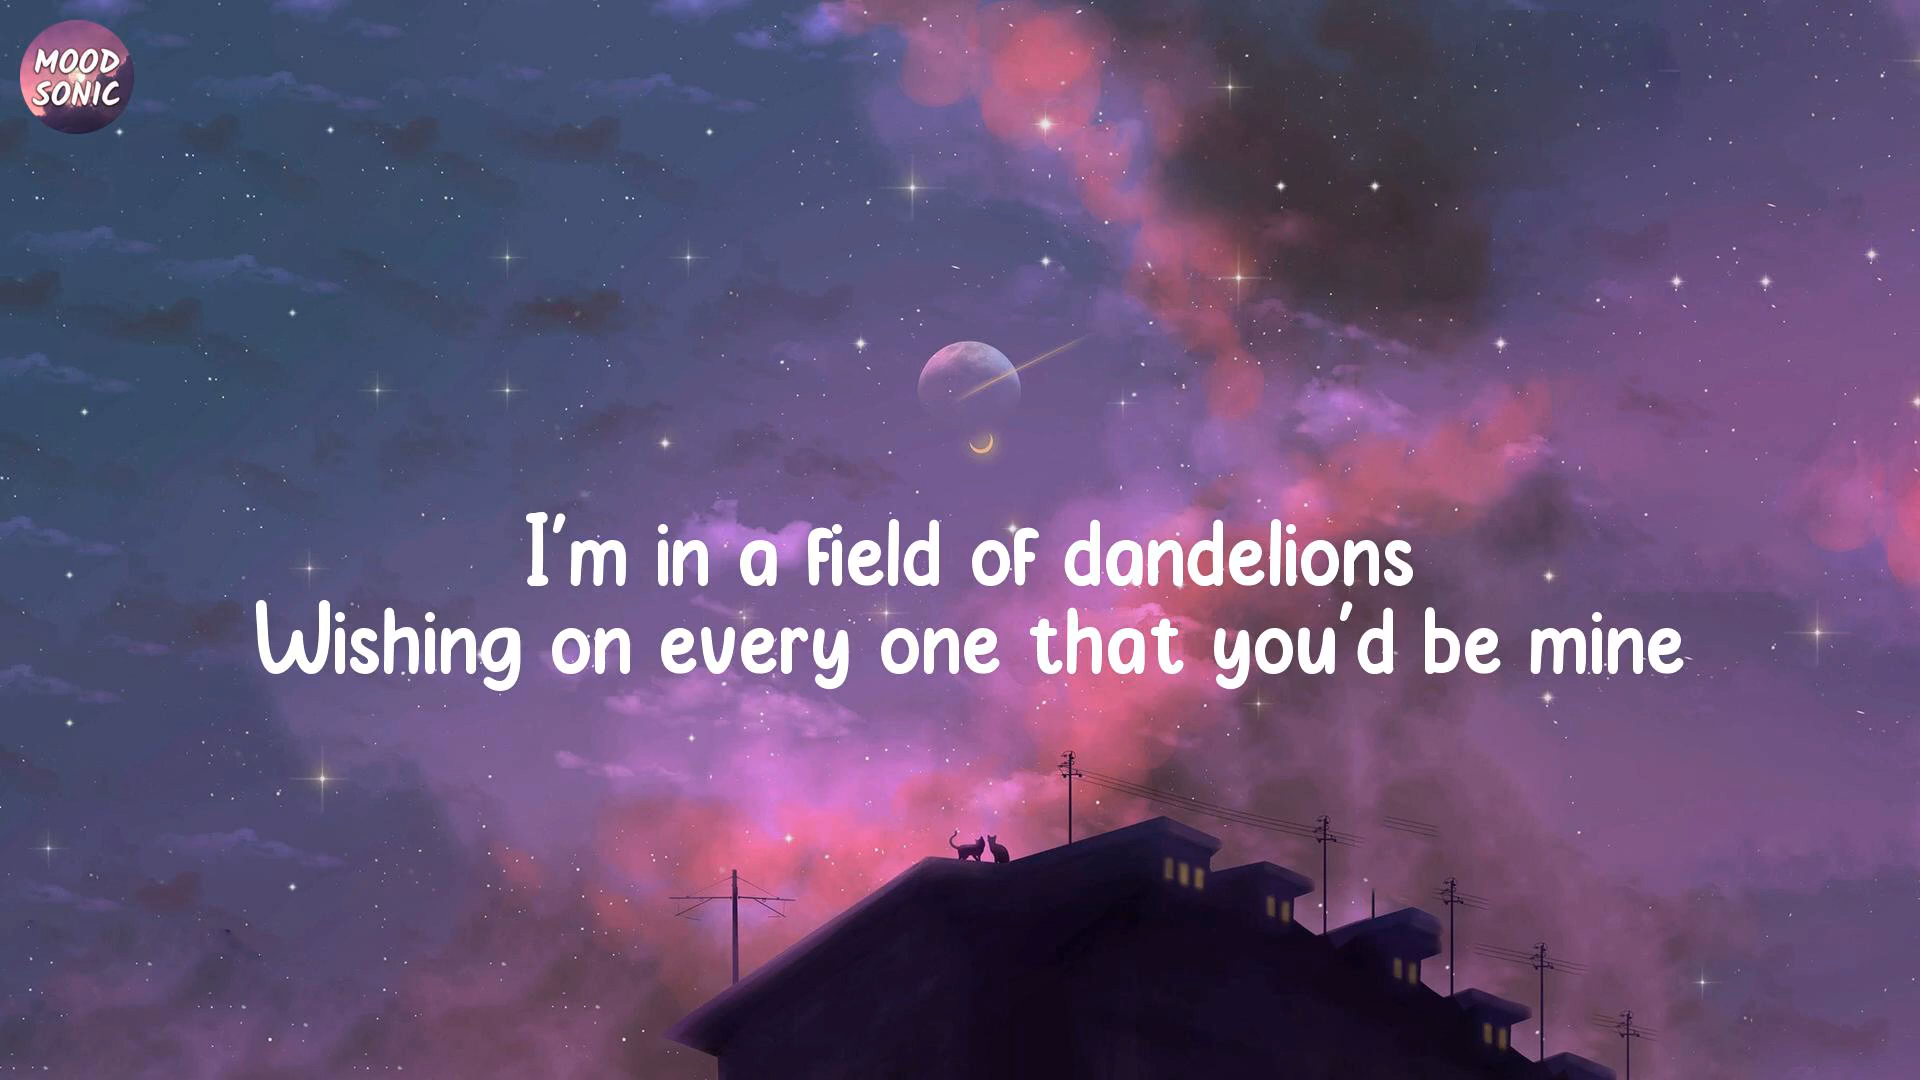 MOOD
SONIC
I'm in a field of dandelions
Wishing on every one that you'd be mine